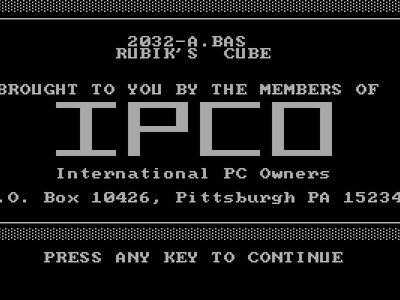 2032-A.BAS
RUBIK'S CUBE
BROUGHT TO YOU BY THE MEMBERS OF
IPCO
International PC Owners
.O. Box 10426, Pittsburgh PA 15234
PRESS ANY KEY TO CONTINUE